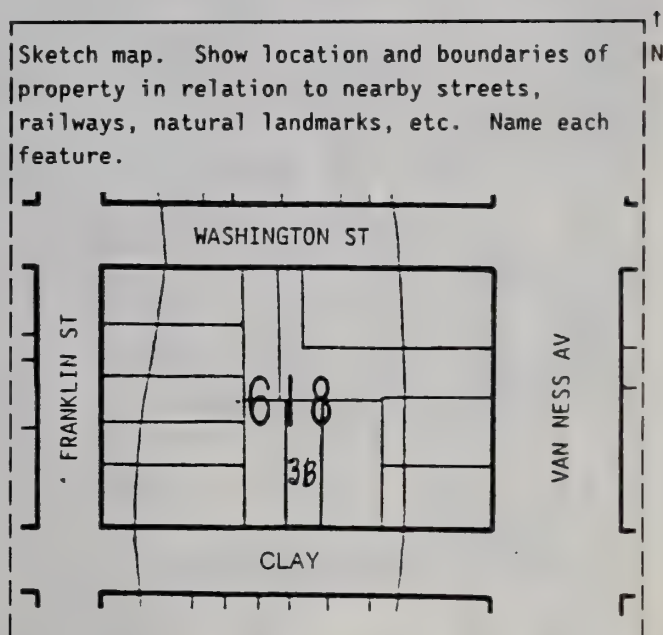 Sketch map. Show location and boundaries of
property in relation to nearby streets,
railways, natural landmarks, etc. Name each
feature.
↑
N
WASHINGTON ST
FRANKLIN ST
618
VAN NESS AV
3B
CLAY